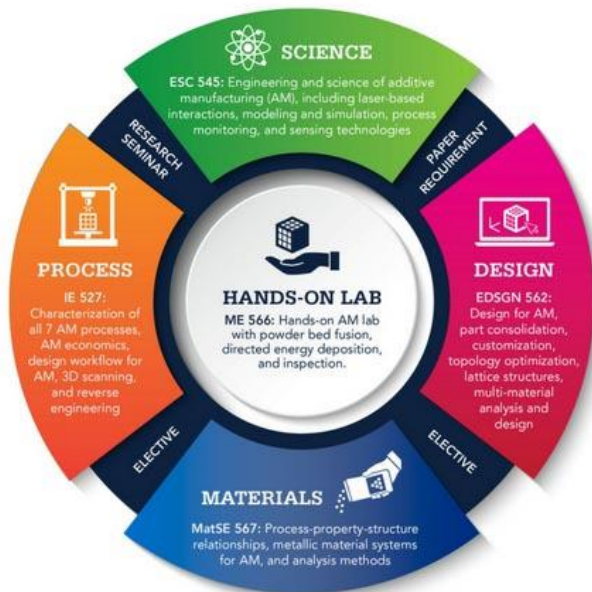 SCIENCE
ESC 545: Engineering and science of additive
manufacturing (AM), including laser-based
interactions, modeling and simulation, process
monitoring, and sensing technologies
RESEARCH
SEMINAR
PAPER
REQUIREMENT
PROCESS
IE 527:
Characterization of
all 7 AM processes,
AM economics,
design workflow for
AM, 3D scanning,
and reverse
engineering
HANDS-ON LAB
ME 566: Hands-on AM lab
with powder bed fusion,
directed energy deposition,
and inspection.
DESIGN
EDSGN 562:
Design for AM,
part consolidation,
customization,
topology optimization,
lattice structures,
multi-material
analysis and
design
ELECTIVE
ELECTIVE
MATERIALS
MatSE 567: Process-property-structure
relationships, metallic material systems
for AM, and analysis methods